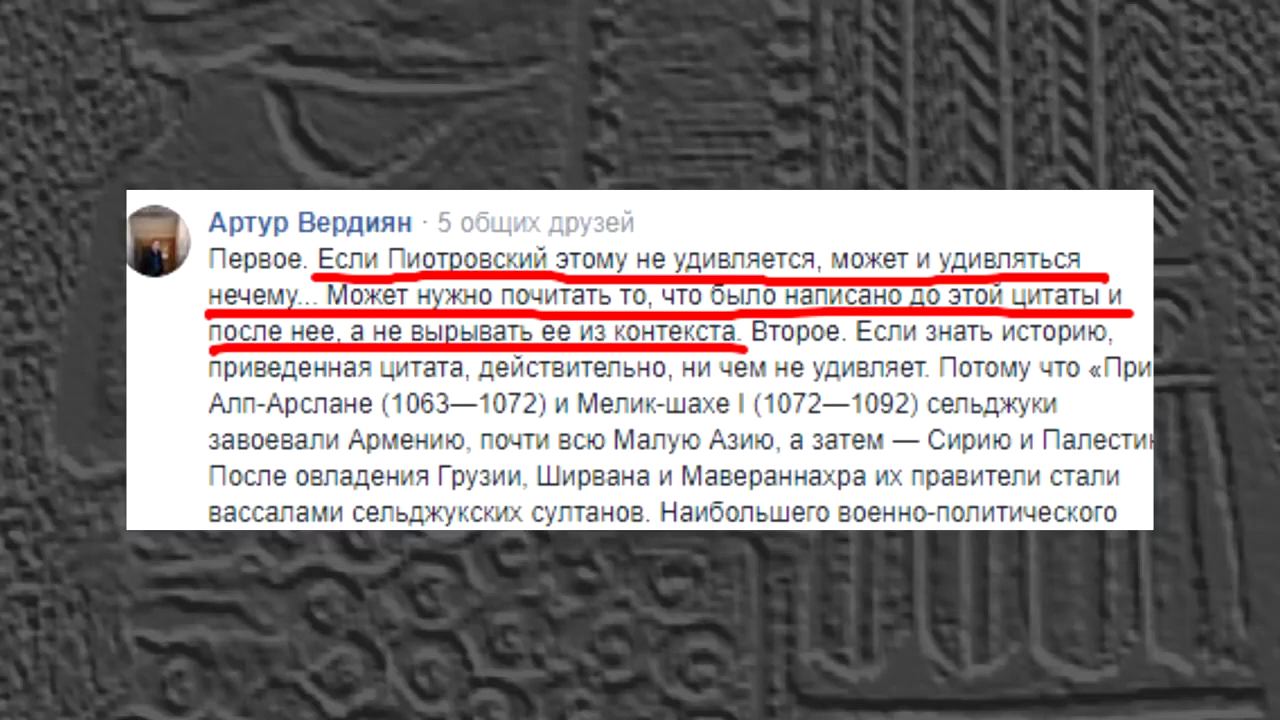 Артур Вердиян · 5 общих друзей
Первое. Если Пиотровский этому не удивляется, может и удивляться
нечему... Может нужно почитать то, что было написано до этой цитаты и
после нее, а не вырывать ее из контекста. Второе. Если знать историю,
приведенная цитата, действительно, ни чем не удивляет. Потому что «При
Алп-Арслане (1063—1072) и Мелик-шахе I (1072—1092) сельджуки
завоевали Армению, почти всю Малую Азию, а затем — Сирию и Палестин
После овладения Грузии, Ширвана и Мавераннахра их правители стали
вассалами сельджукских султанов. Наибольшего военно-политического